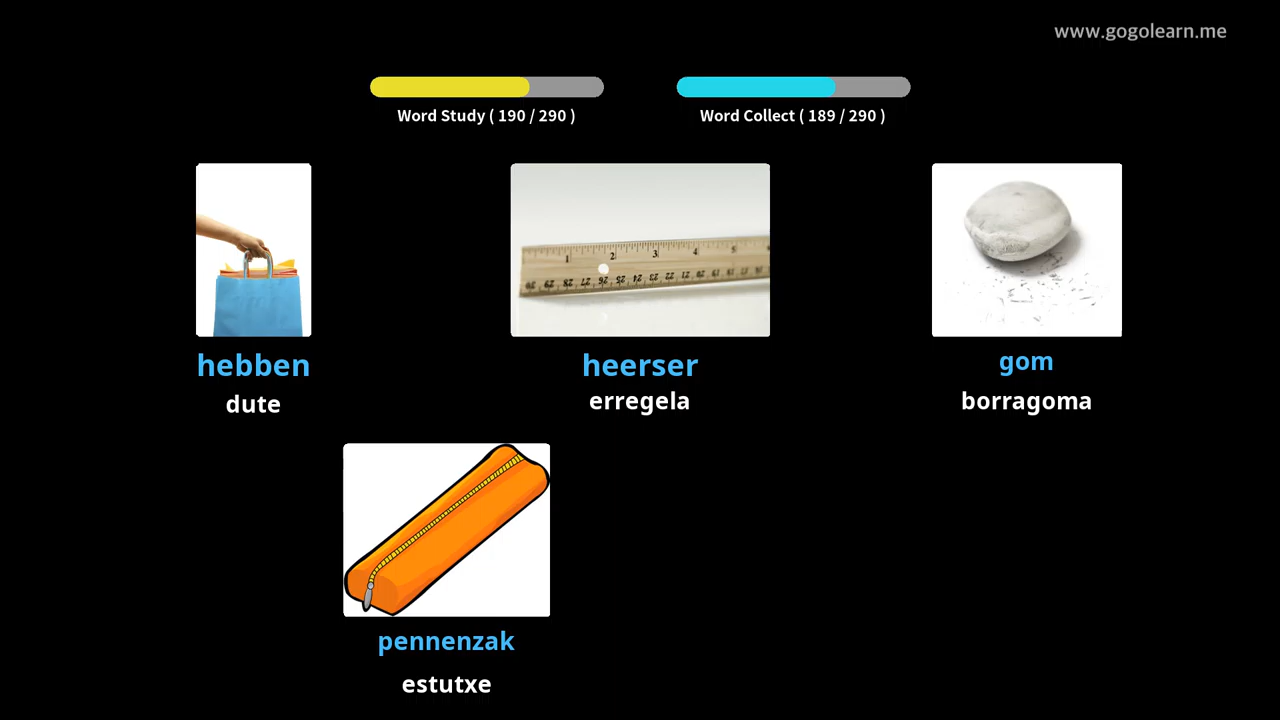 www.gogolearn.me
Word Study ( 190 / 290 )
Word Collect ( 189 / 290 )
hebben
dute
heerser
erregela
gom
borragoma
pennenzak
estutxe